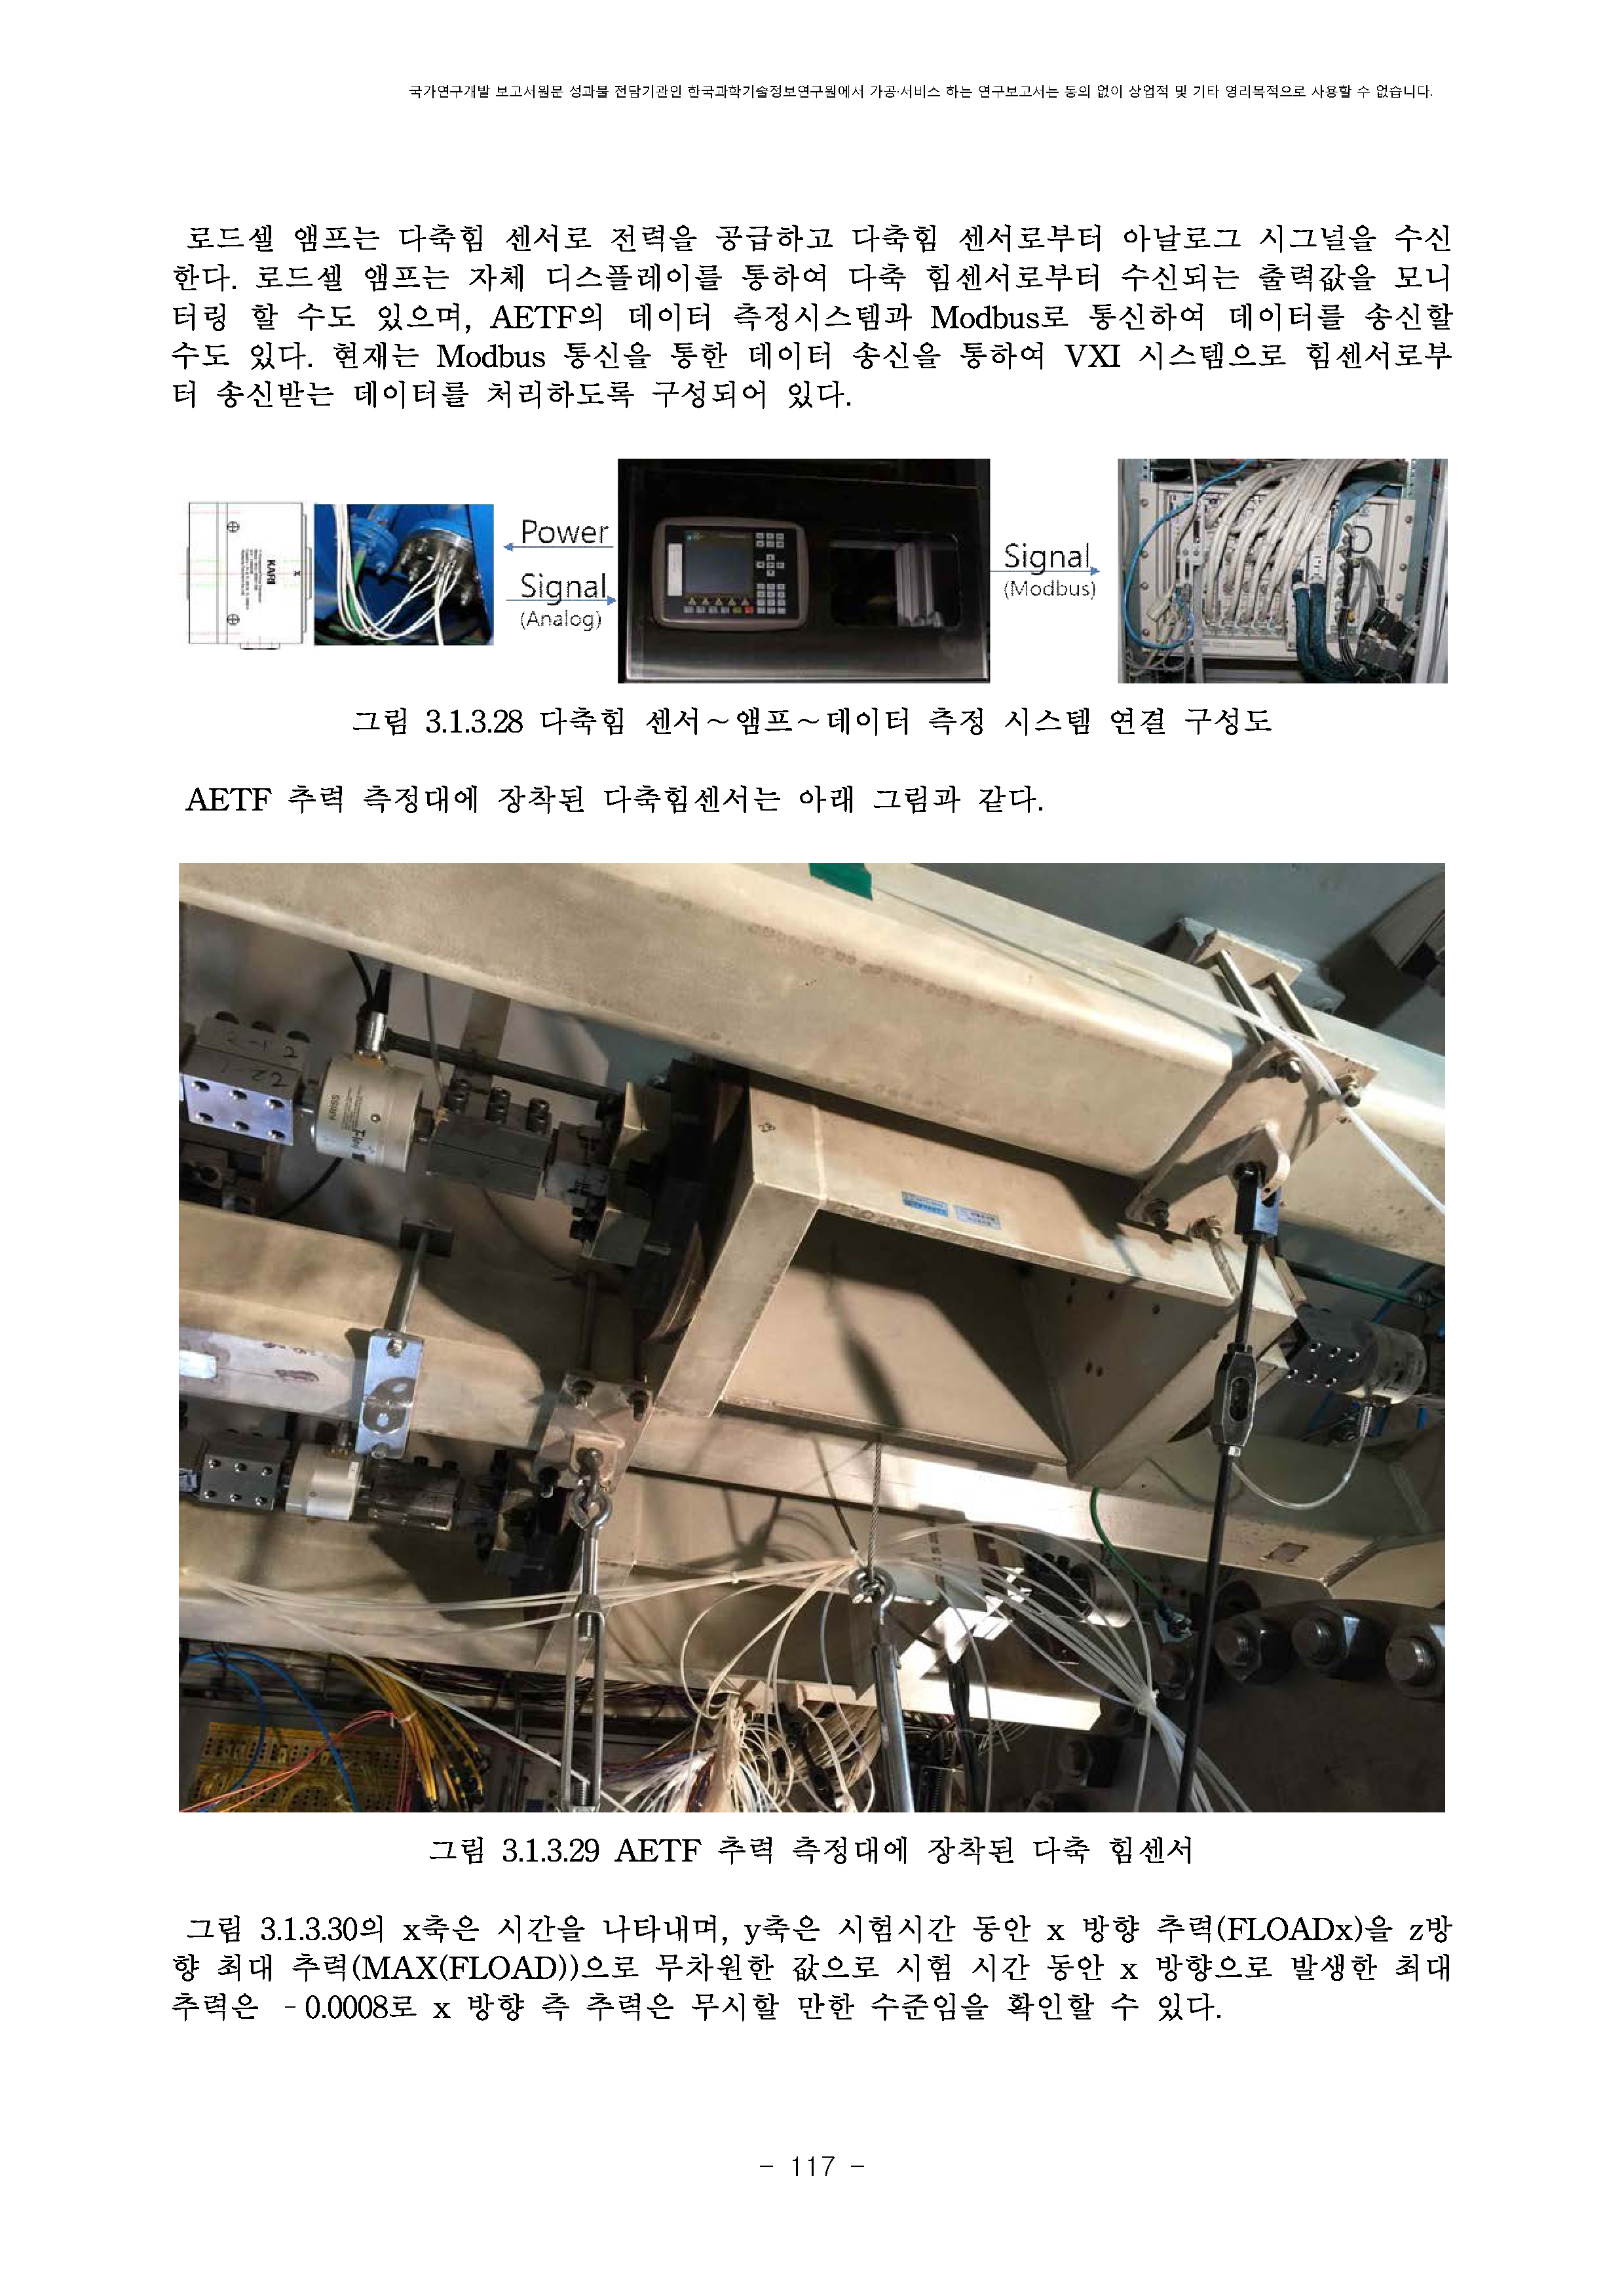 국가연구개발 보고서원문 성과물 전담기관인 한국과학기술정보연구원에서 가공·서비스 하는 연구보고서는 동의 없이 상업적 및 기타 영리목적으로 사용할 수 없습니다.
로드셀 앰프는 다축힘 센서로 전력을 공급하고 다축힘 센서로부터 아날로그 시그널을 수신
한다. 로드셀 앰프는 자체 디스플레이를 통하여 다축 힘센서로부터 수신되는 출력값을 모니
터링 할 수도 있으며, AETF의 데이터 측정시스템과 Modbus로 통신하여 데이터를 송신할
수도 있다. 현재는 Modbus 통신을 통한 데이터 송신을 통하여 VXI 시스템으로 힘센서로부
터 송신받는 데이터를 처리하도록 구성되어 있다.
KARI
X
Power
Signal
(Analog)
Signal
(Modbus)
그림 3.1.3.28 다축힘 센서~앰프~데이터 측정 시스템 연결 구성도
AETF 추력 측정대에 장착된 다축힘센서는 아래 그림과 같다.
KRISS
그림 3.1.3.29 AETF 추력 측정대에 장착된 다축 힘센서
그림 3.1.3.30의 x축은 시간을 나타내며, y축은 시험시간 동안 x 방향 추력(FLOADx)을 z방
향 최대 추력(MAX(FLOAD))으로 무차원한 값으로 시험 시간 동안 x 방향으로 발생한 최대
추력은 -0.0008로 x 방향 측 추력은 무시할 만한 수준임을 확인할 수 있다.
- 117 -